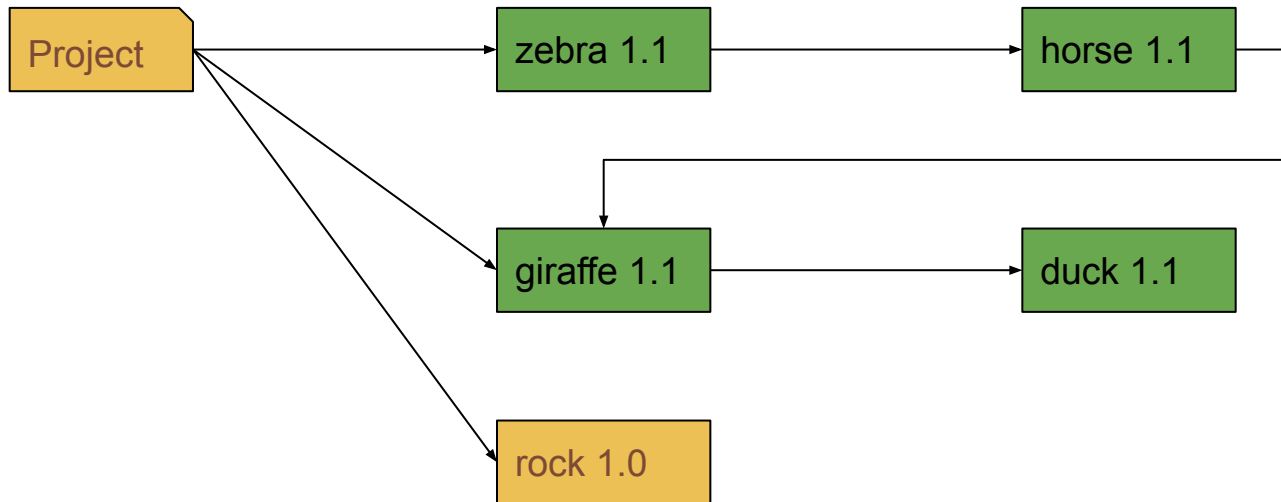 Project
zebra 1.1
horse 1.1
giraffe 1.1
duck 1.1
rock 1.0